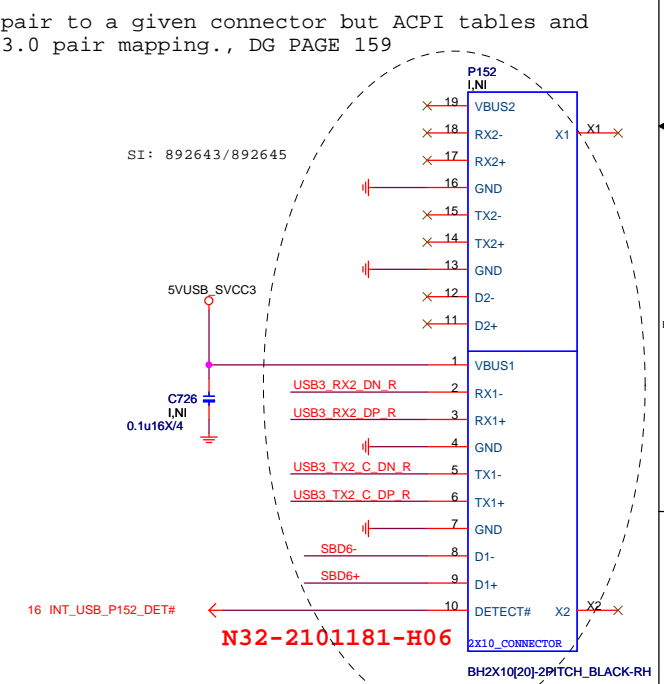 pair to a given connector but ACPI tables and
3.0 pair mapping., DG PAGE 159
P152
I,NI
19 VBUS2
18 RX2- X1 X1
SI: 892643/892645
17 RX2+
16 GND
15 TX2-
14 TX2+
13 GND
5VUSB_SVCC3
12 D2-
11 D2+
1 VBUS1
USB3_RX2_DN_R 2 RX1-
C726
I,NI
0.1u16X/4
USB3_RX2_DP_R 3 RX1+
4 GND
USB3_TX2_C_DN_R 5 TX1-
USB3_TX2_C_DP_R 6 TX1+
7 GND
SBD6- 8 D1-
SBD6+ 9 D1+
16 INT_USB_P152_DET# 10 DETECT# X2 X2
N32-2101181-H06 2X10_CONNECTOR
BH2X10[20]-2PITCH_BLACK-RH